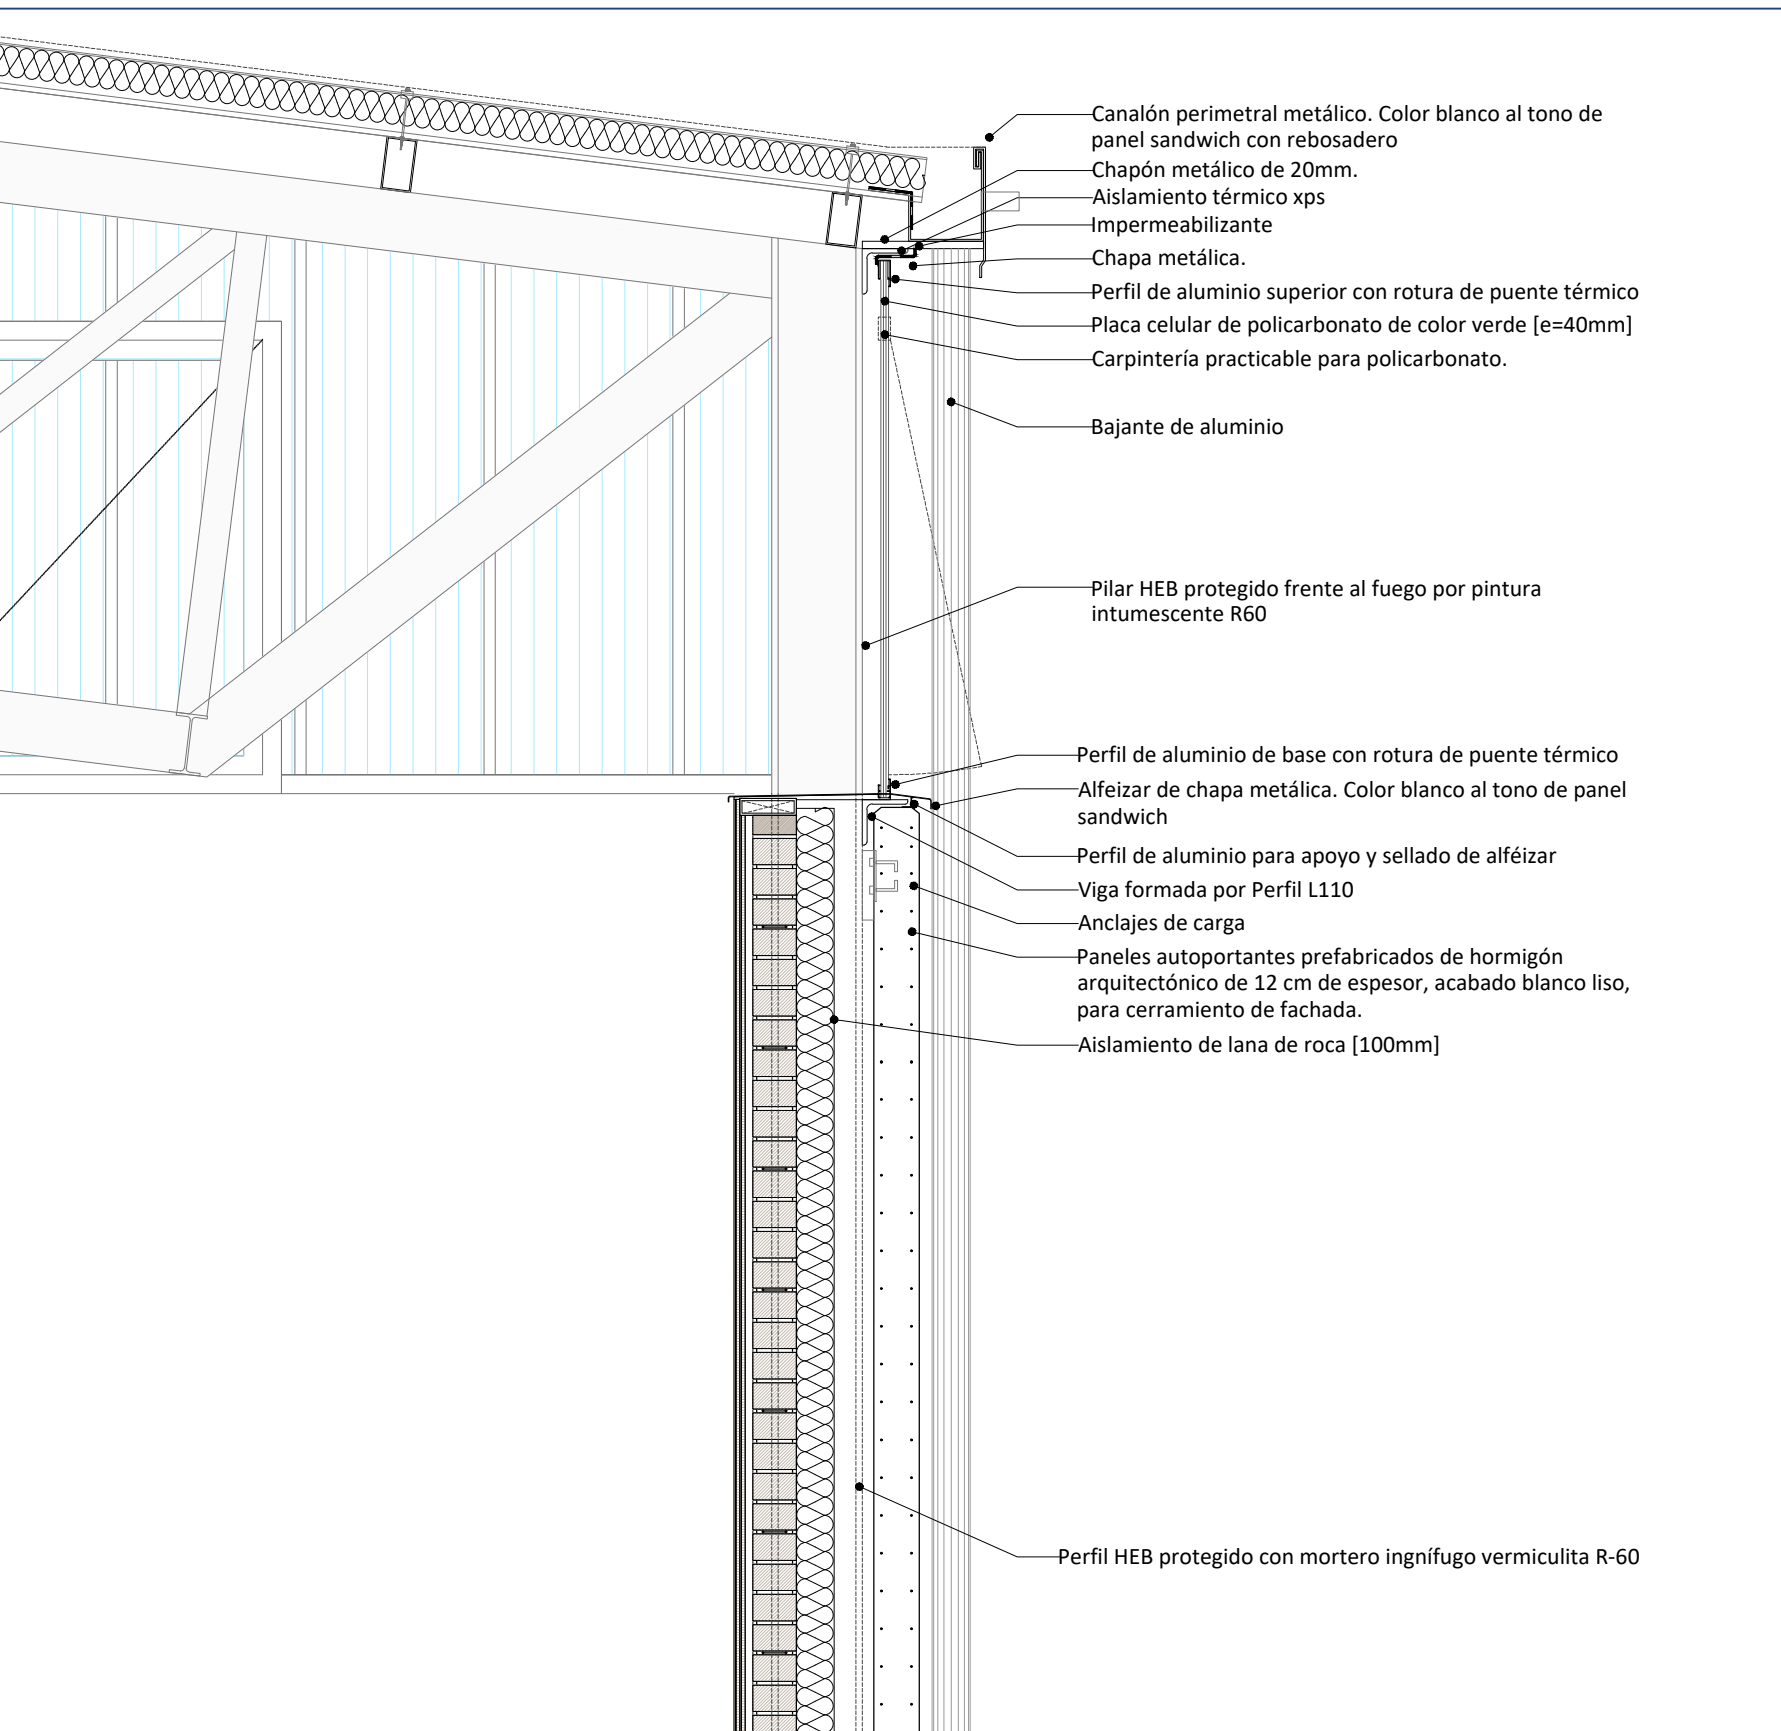 Canalón perimetral metálico. Color blanco al tono de
panel sandwich con rebosadero
Chapón metálico de 20mm.
Aislamiento térmico xps
Impermeabilizante
Chapa metálica.
Perfil de aluminio superior con rotura de puente térmico
Placa celular de policarbonato de color verde [e=40mm]
Carpintería practicable para policarbonato.
Bajante de aluminio
Pilar HEB protegido frente al fuego por pintura
intumescente R60
Perfil de aluminio de base con rotura de puente térmico
Alfeizar de chapa metálica. Color blanco al tono de panel
sandwich
Perfil de aluminio para apoyo y sellado de alféizar
Viga formada por Perfil L110
Anclajes de carga
Paneles autoportantes prefabricados de hormigón
arquitectónico de 12 cm de espesor, acabado blanco liso,
para cerramiento de fachada.
Aislamiento de lana de roca [100mm]
Perfil HEB protegido con mortero ingnífugo vermiculita R-60